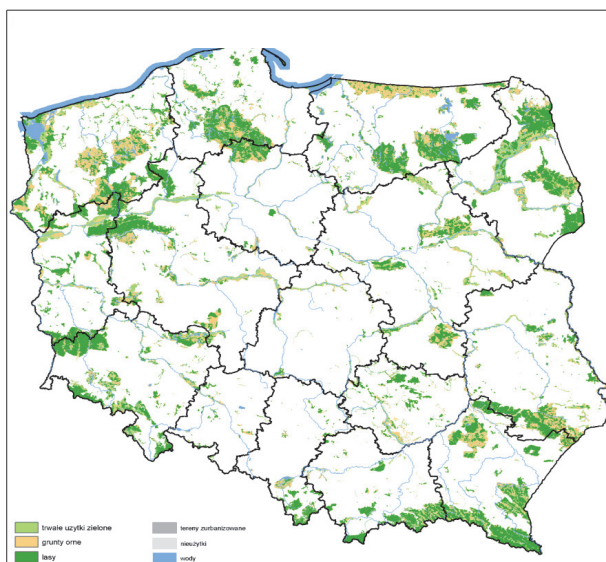 trwałe użytki zielone
grunty orne
lasy
tereny zurbanizowane
nieużytki
wody